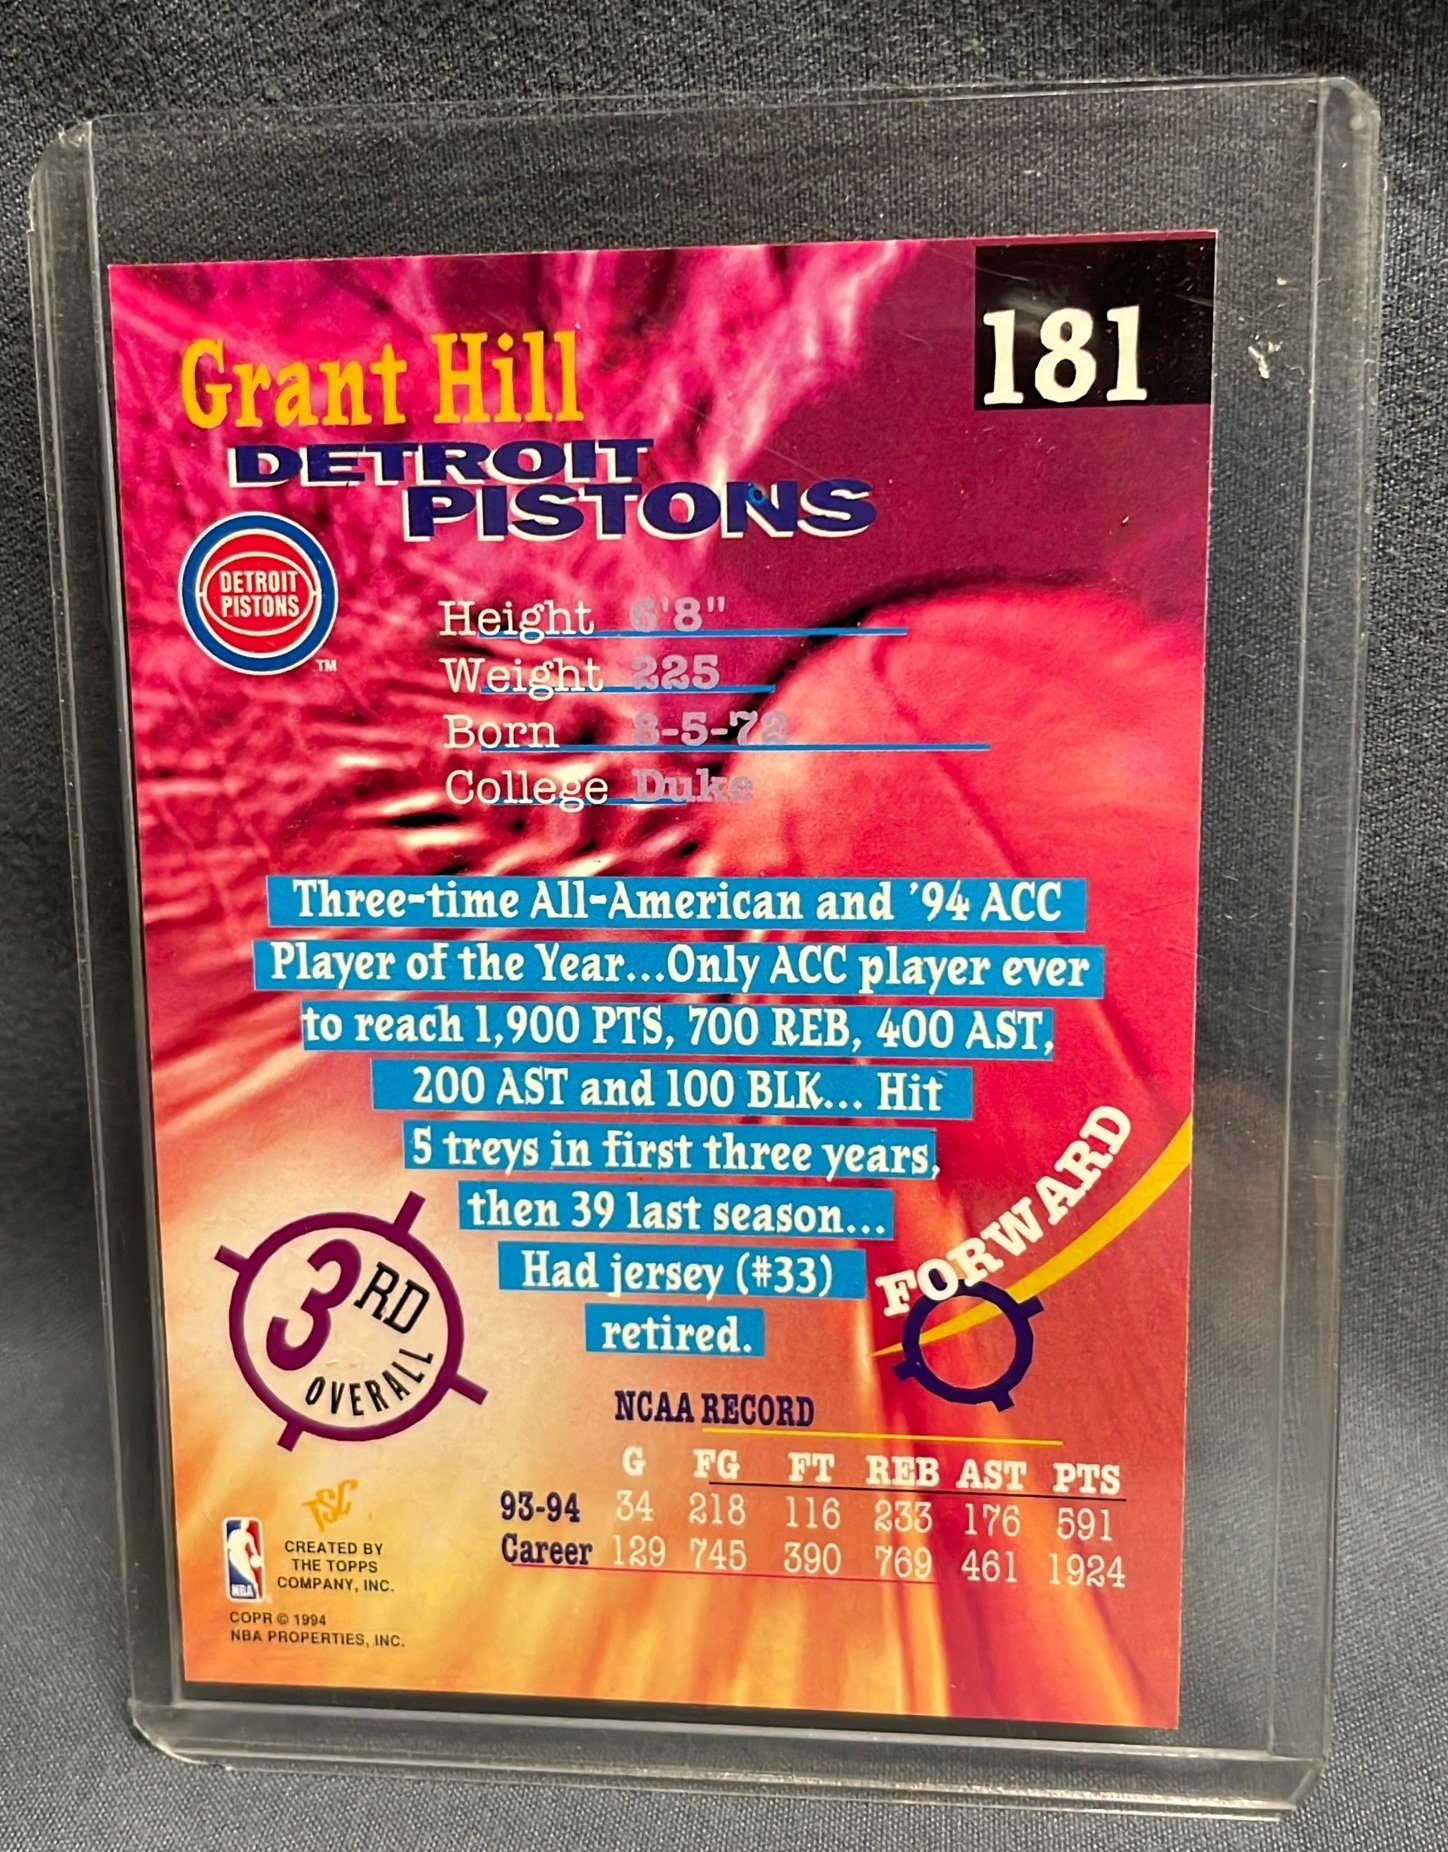 181
Grant Hill
DETROIT
PISTONS
DETROIT
PISTONS
TM
Height 6'8"
Weight 225
Born 8-5-72
College Duke
Three-time All-American and '94 ACC
Player of the Year...Only ACC player ever
to reach 1,900 PTS, 700 REB, 400 AST,
200 AST and 100 BLK... Hit
5 treys in first three years,
then 39 last season...
Had jersey (#33)
retired.
FORWARD
3RD
OVERALL
NCAA RECORD
G FG FT REB AST PTS
93-94 34 218 116 233 176 591
Career 129 745 390 769 461 1924
TSC
NBA
CREATED BY
THE TOPPS
COMPANY, INC.
COPR © 1994
NBA PROPERTIES, INC.